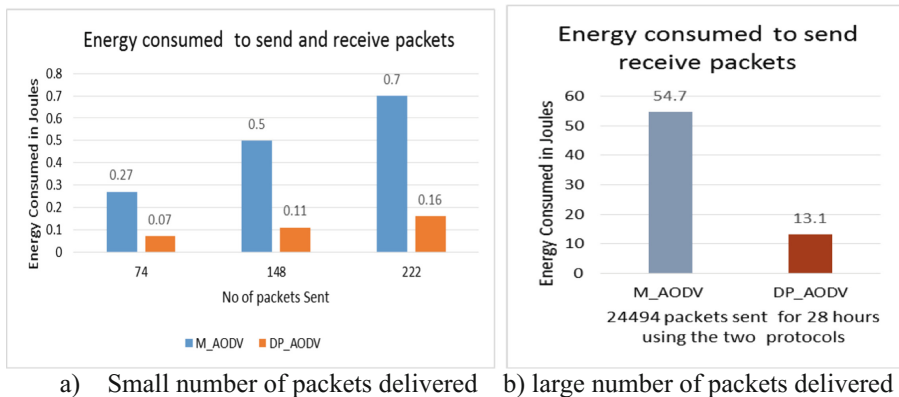 Energy consumed to send and receive packets
Energy Consumed in Joules
0.8
0.7
0.6
0.5
0.4
0.3
0.2
0.1
0
0.27
0.07
0.5
0.11
0.7
0.16
74
148
222
No of packets Sent
M_AODV
DP_AODV
a) Small number of packets delivered
Energy consumed to send
receive packets
Energy Consumed in Joules
60
50
40
30
20
10
0
54.7
13.1
M_AODV
DP_AODV
24494 packets sent for 28 hours
using the two protocols
b) large number of packets delivered